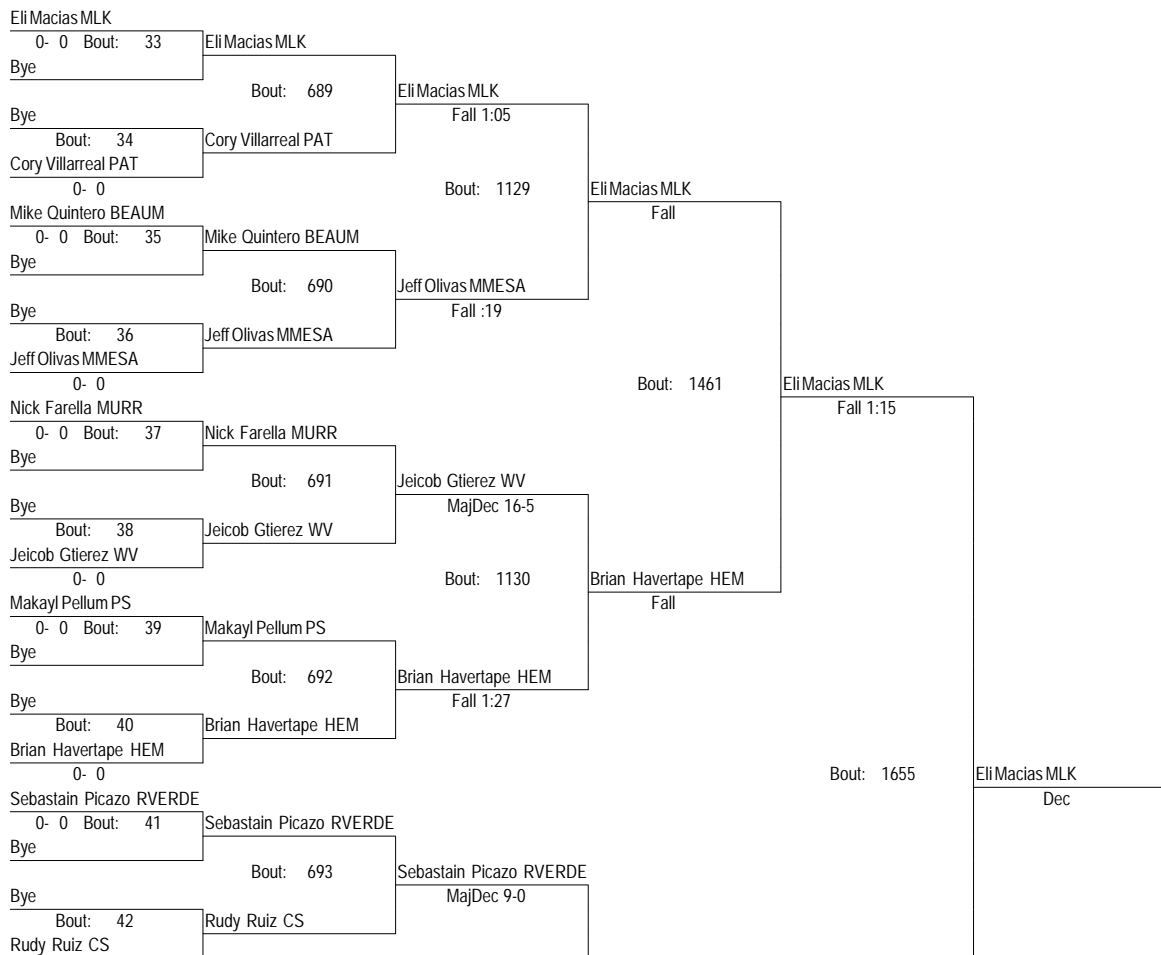 Eli Macias MLK
0- 0 Bout: 33 Eli Macias MLK
Bye
Bout: 689 Eli Macias MLK
Bye Fall 1:05
Bout: 34 Cory Villarreal PAT
Cory Villarreal PAT
0- 0 Bout: 1129 Eli Macias MLK
Mike Quintero BEAUM Fall
0- 0 Bout: 35 Mike Quintero BEAUM
Bye
Bout: 690 Jeff Olivas MMESA
Bye Fall :19
Bout: 36 Jeff Olivas MMESA
Jeff Olivas MMESA
0- 0 Bout: 1461 Eli Macias MLK
Nick Farella MURR Fall 1:15
0- 0 Bout: 37 Nick Farella MURR
Bye
Bout: 691 Jeicob Gtierez WV
Bye MajDec 16-5
Bout: 38 Jeicob Gtierez WV
Jeicob Gtierez WV
0- 0 Bout: 1130 Brian Havertape HEM
Makayl Pellum PS Fall
0- 0 Bout: 39 Makayl Pellum PS
Bye
Bout: 692 Brian Havertape HEM
Bye Fall 1:27
Bout: 40 Brian Havertape HEM
Brian Havertape HEM
0- 0 Bout: 1655 Eli Macias MLK
Sebastain Picazo RVERDE Dec
0- 0 Bout: 41 Sebastain Picazo RVERDE
Bye
Bout: 693 Sebastain Picazo RVERDE
Bye MajDec 9-0
Bout: 42 Rudy Ruiz CS
Rudy Ruiz CS